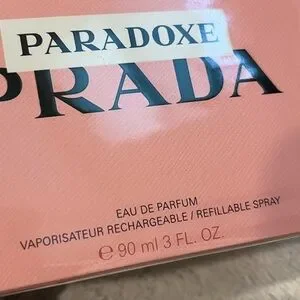 PARADOXE
PRADA
EAU DE PARFUM
VAPORISATEUR RECHARGEABLE / REFILLABLE SPRAY
℮ 90 ml 3 FL. OZ.